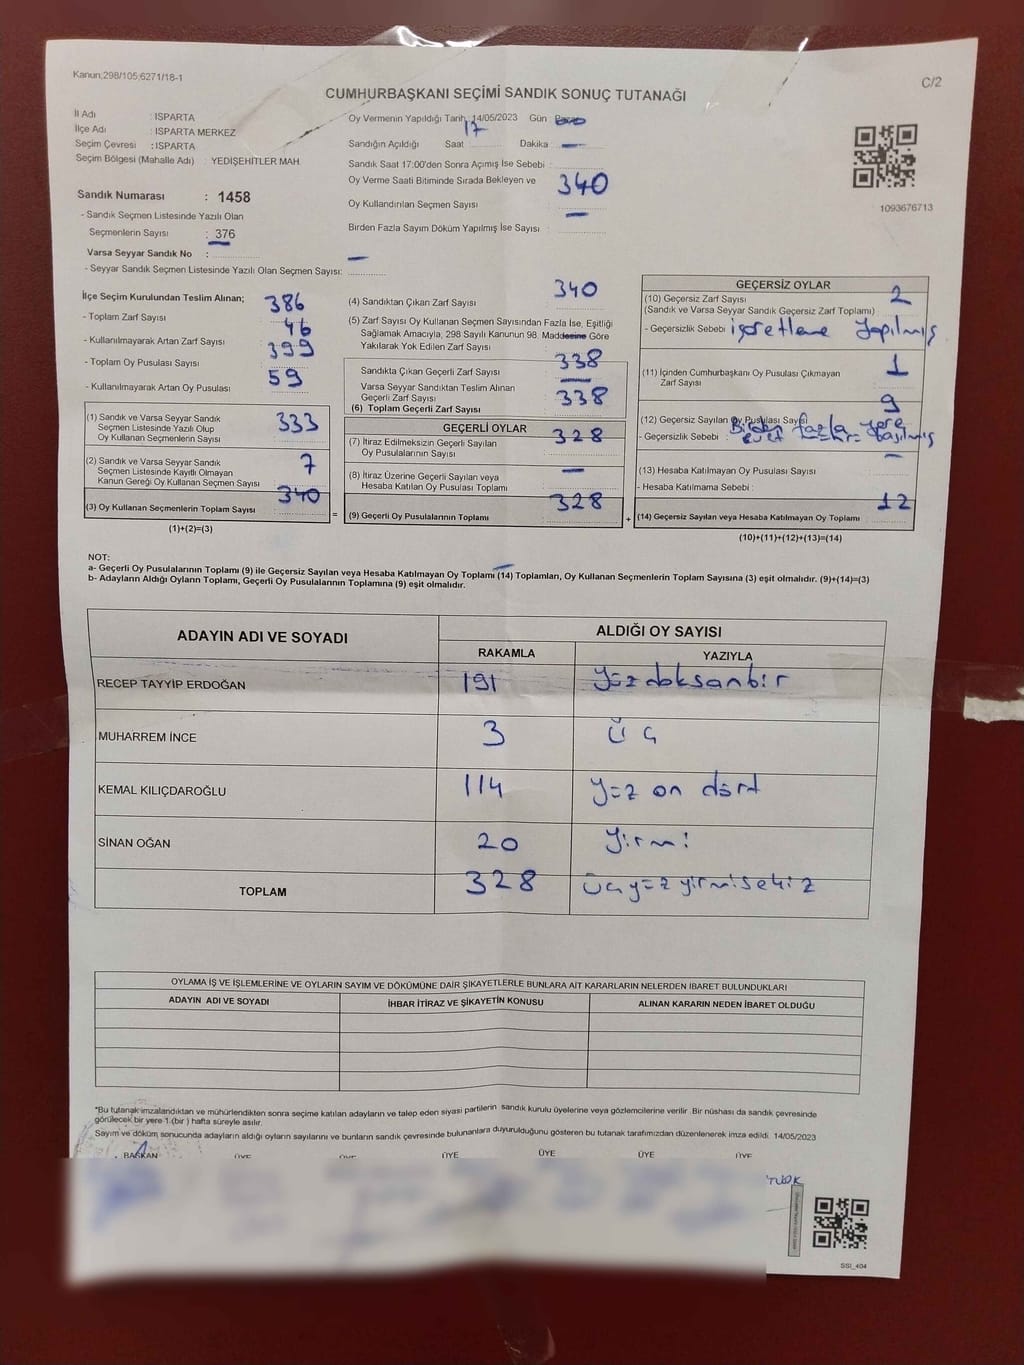 Kanun;298/105;6271/18-1
C/2
CUMHURBAŞKANI SEÇİMİ SANDIK SONUÇ TUTANAĞI
İl Adı : ISPARTA
İlçe Adı : ISPARTA MERKEZ
Seçim Çevresi : ISPARTA
Seçim Bölgesi (Mahalle Adı) : YEDİŞEHİTLER MAH.
Sandık Numarası : 1458
- Sandık Seçmen Listesinde Yazılı Olan
Seçmenlerin Sayısı : 376
Varsa Seyyar Sandık No :
- Seyyar Sandık Seçmen Listesinde Yazılı Olan Seçmen Sayısı:
Oy Vermenin Yapıldığı Tarih: 14/05/2023 Gün Pazar
Sandığın Açıldığı Saat 17 Dakika —
Sandık Saat 17:00'den Sonra Açımış İse Sebebi :
Oy Verme Saati Bitiminde Sırada Bekleyen ve 340
Oy Kullandırılan Seçmen Sayısı —
Birden Fazla Sayım Döküm Yapılmış İse Sayısı : —
1093676713
İlçe Seçim Kurulundan Teslim Alınan;
- Toplam Zarf Sayısı 386
- Kullanılmayarak Artan Zarf Sayısı 46
- Toplam Oy Pusulası Sayısı 399
- Kullanılmayarak Artan Oy Pusulası 59
(1) Sandık ve Varsa Seyyar Sandık
Seçmen Listesinde Yazılı Olup
Oy Kullanan Seçmenlerin Sayısı 333
(2) Sandık ve Varsa Seyyar Sandık
Seçmen Listesinde Kayıtlı Olmayan
Kanun Gereği Oy Kullanan Seçmen Sayısı 7
(3) Oy Kullanan Seçmenlerin Toplam Sayısı 340
(1)+(2)=(3)
=
(4) Sandıktan Çıkan Zarf Sayısı 340
(5) Zarf Sayısı Oy Kullanan Seçmen Sayısından Fazla İse, Eşitliği
Sağlamak Amacıyla, 298 Sayılı Kanunun 98. Maddesine Göre
Yakılarak Yok Edilen Zarf Sayısı
Sandıkta Çıkan Geçerli Zarf Sayısı 338
Varsa Seyyar Sandıktan Teslim Alınan
Geçerli Zarf Sayısı —
(6) Toplam Geçerli Zarf Sayısı 338
GEÇERLİ OYLAR
(7) İtiraz Edilmeksizin Geçerli Sayılan
Oy Pusulalarının Sayısı 328
(8) İtiraz Üzerine Geçerli Sayılan veya
Hesaba Katılan Oy Pusulası Toplamı —
(9) Geçerli Oy Pusulalarının Toplamı 328
+
GEÇERSİZ OYLAR
(10) Geçersiz Zarf Sayısı 2
(Sandık ve Varsa Seyyar Sandık Geçersiz Zarf Toplamı)
- Geçersizlik Sebebi : işaretleme yapılmış
(11) İçinden Cumhurbaşkanı Oy Pusulası Çıkmayan
Zarf Sayısı 1
(12) Geçersiz Sayılan Oy Pusulası Sayısı 9
- Geçersizlik Sebebi : Birden fazla yere
evet basılmış
(13) Hesaba Katılmayan Oy Pusulası Sayısı —
- Hesaba Katılmama Sebebi :
(14) Geçersiz Sayılan veya Hesaba Katılmayan Oy Toplamı 12
(10)+(11)+(12)+(13)=(14)
NOT:
a- Geçerli Oy Pusulalarının Toplamı (9) ile Geçersiz Sayılan veya Hesaba Katılmayan Oy Toplamı (14) Toplamları, Oy Kullanan Seçmenlerin Toplam Sayısına (3) eşit olmalıdır. (9)+(14)=(3)
b- Adayların Aldığı Oyların Toplamı, Geçerli Oy Pusulalarının Toplamına (9) eşit olmalıdır.
ADAYIN ADI VE SOYADI ALDIĞI OY SAYISI
RAKAMLA YAZIYLA
RECEP TAYYİP ERDOĞAN 191 yüzdoksanbir
MUHARREM İNCE 3 üç
KEMAL KILIÇDAROĞLU 114 yüz on dört
SİNAN OĞAN 20 yirmi
TOPLAM 328 üçyüzyirmisekiz
OYLAMA İŞ VE İŞLEMLERİNE VE OYLARIN SAYIM VE DÖKÜMÜNE DAİR ŞİKAYETLERLE BUNLARA AİT KARARLARIN NELERDEN İBARET BULUNDUKLARI
ADAYIN ADI VE SOYADI İHBAR İTİRAZ VE ŞİKAYETİN KONUSU ALINAN KARARIN NEDEN İBARET OLDUĞU
"Bu tutanak imzalandıktan ve mühürlendikten sonra seçime katılan adayların ve talep eden siyasi partilerin sandık kurulu üyelerine veya gözlemcilerine verilir. Bir nüshası da sandık çevresinde
görülecek bir yere 1 (bir) hafta süreyle asılır.
Sayım ve döküm sonucunda adayların aldığı oyların sayılarını ve bunların sandık çevresinde bulunanlara duyurulduğunu gösteren bu tutanak tarafımızdan düzenlenerek imza edildi. 14/05/2023
BAŞKAN ÜYE ÜYE ÜYE ÜYE ÜYE ÜYE
SSI_404